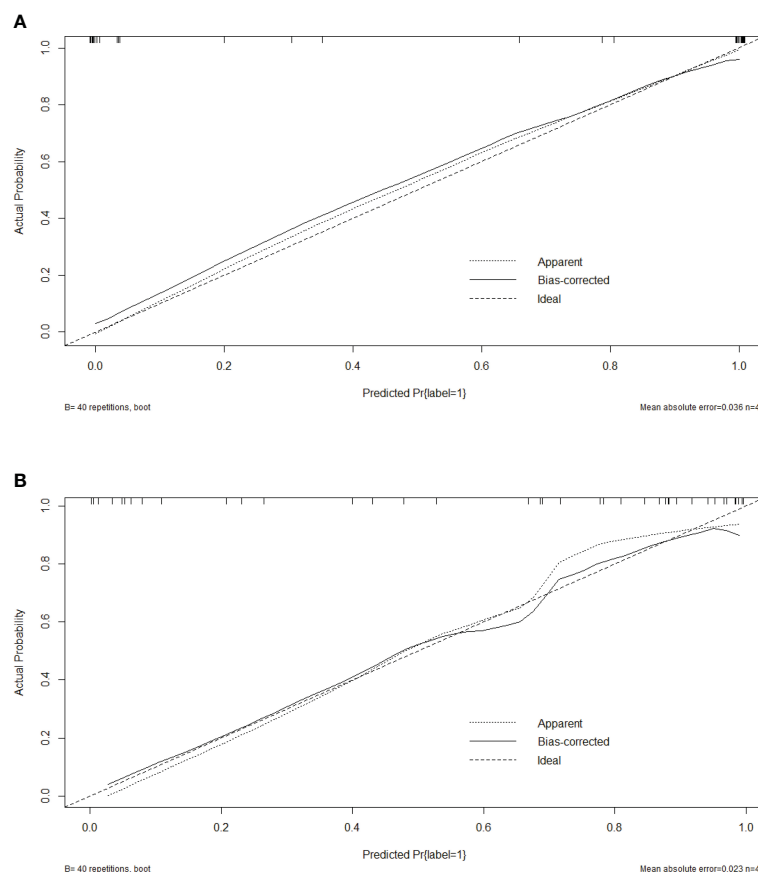 A
Actual Probability
1.0
0.8
0.6
0.4
0.2
0.0
Apparent
Bias-corrected
Ideal
0.0 0.2 0.4 0.6 0.8 1.0
Predicted Pr{label=1}
B= 40 repetitions, boot
Mean absolute error=0.036 n=4
B
Actual Probability
1.0
0.8
0.6
0.4
0.2
0.0
Apparent
Bias-corrected
Ideal
0.0 0.2 0.4 0.6 0.8 1.0
Predicted Pr{label=1}
B= 40 repetitions, boot
Mean absolute error=0.023 n=4